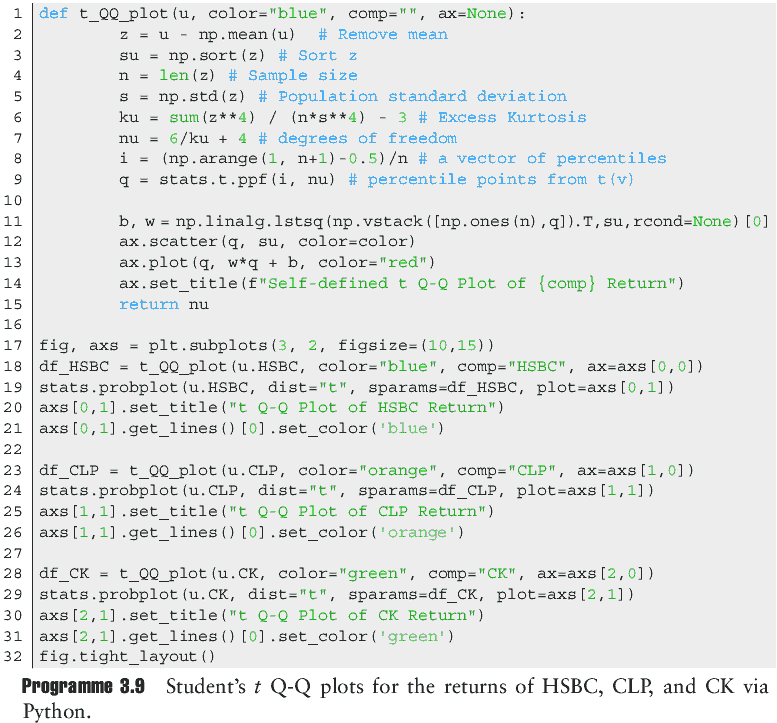 1 def t_QQ_plot(u, color="blue", comp="", ax=None):
2 z = u - np.mean(u) # Remove mean
3 su = np.sort(z) # Sort z
4 n = len(z) # Sample size
5 s = np.std(z) # Population standard deviation
6 ku = sum(z**4) / (n*s**4) - 3 # Excess Kurtosis
7 nu = 6/ku + 4 # degrees of freedom
8 i = (np.arange(1, n+1)-0.5)/n # a vector of percentiles
9 q = stats.t.ppf(i, nu) # percentile points from t(v)
10
11 b, w = np.linalg.lstsq(np.vstack([np.ones(n),q]).T,su,rcond=None)[0]
12 ax.scatter(q, su, color=color)
13 ax.plot(q, w*q + b, color="red")
14 ax.set_title(f"Self-defined t Q-Q Plot of {comp} Return")
15 return nu
16
17 fig, axs = plt.subplots(3, 2, figsize=(10,15))
18 df_HSBC = t_QQ_plot(u.HSBC, color="blue", comp="HSBC", ax=axs[0,0])
19 stats.probplot(u.HSBC, dist="t", sparams=df_HSBC, plot=axs[0,1])
20 axs[0,1].set_title("t Q-Q Plot of HSBC Return")
21 axs[0,1].get_lines()[0].set_color('blue')
22
23 df_CLP = t_QQ_plot(u.CLP, color="orange", comp="CLP", ax=axs[1,0])
24 stats.probplot(u.CLP, dist="t", sparams=df_CLP, plot=axs[1,1])
25 axs[1,1].set_title("t Q-Q Plot of CLP Return")
26 axs[1,1].get_lines()[0].set_color('orange')
27
28 df_CK = t_QQ_plot(u.CK, color="green", comp="CK", ax=axs[2,0])
29 stats.probplot(u.CK, dist="t", sparams=df_CK, plot=axs[2,1])
30 axs[2,1].set_title("t Q-Q Plot of CK Return")
31 axs[2,1].get_lines()[0].set_color('green')
32 fig.tight_layout()
Programme 3.9 Student's t Q-Q plots for the returns of HSBC, CLP, and CK via
Python.